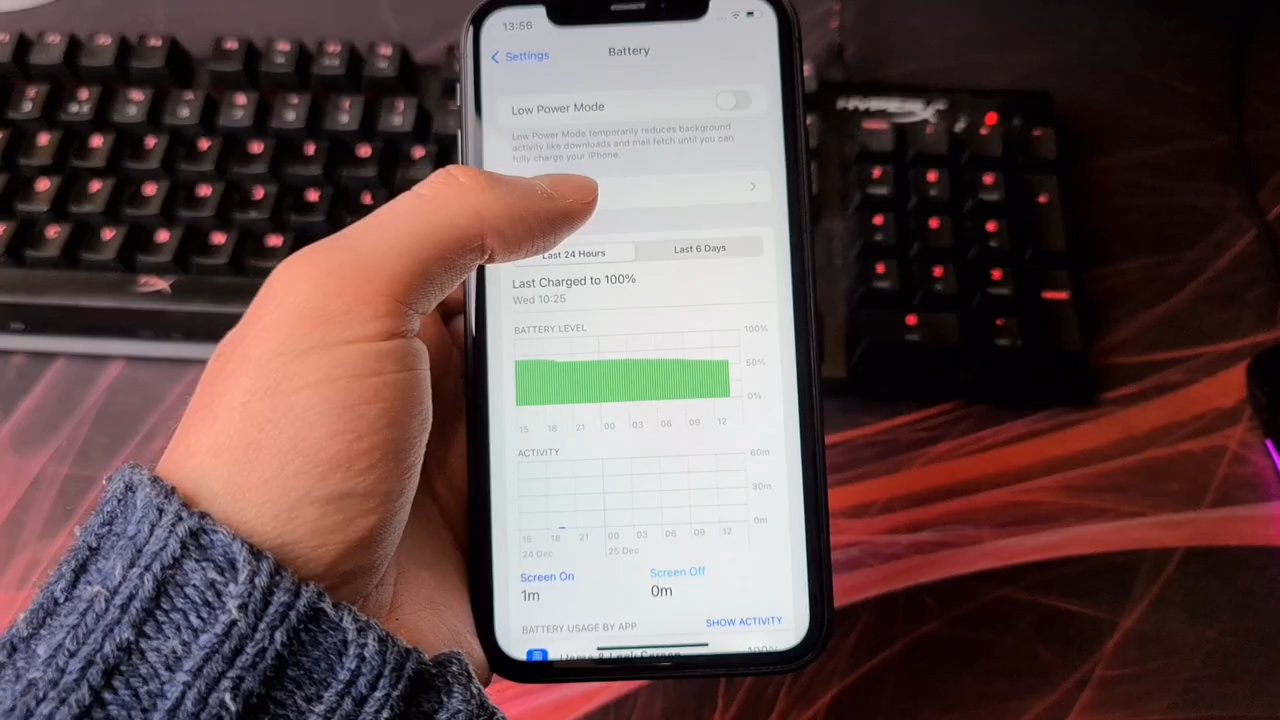 13:56
Settings
Battery
Low Power Mode
Low Power Mode temporarily reduces background
activity like downloads and mail fetch until you can
fully charge your iPhone.
Last 24 Hours
Last 6 Days
Last Charged to 100%
Wed 10:25
BATTERY LEVEL
100%
50%
0%
15 18 21 00 03 06 09 12
ACTIVITY
60m
30m
0m
15 18 21 00 03 06 09 12
24 Dec 25 Dec
Screen On
Screen Off
1m
0m
BATTERY USAGE BY APP
SHOW ACTIVITY
Home & Lock Screen
100%
HYPERX